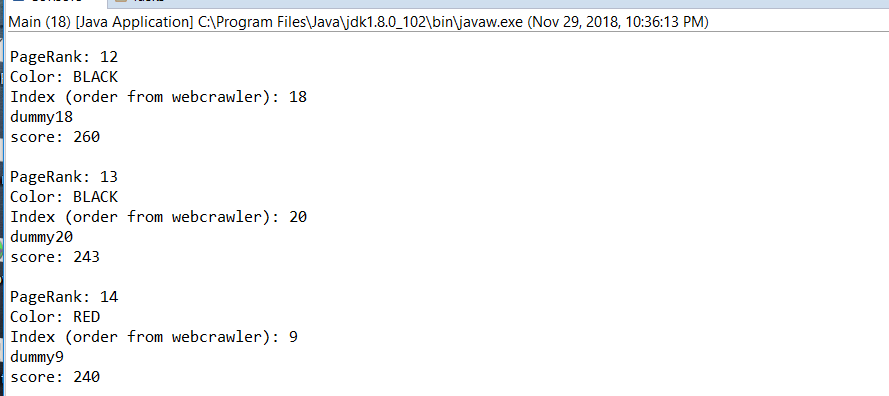 Main (18) [Java Application] C:\Program Files\Java\jdk1.8.0_102\bin\javaw.exe (Nov 29, 2018, 10:36:13 PM)
PageRank: 12
Color: BLACK
Index (order from webcrawler): 18
dummy18
score: 260
PageRank: 13
Color: BLACK
Index (order from webcrawler): 20
dummy20
score: 243
PageRank: 14
Color: RED
Index (order from webcrawler): 9
dummy9
score: 240